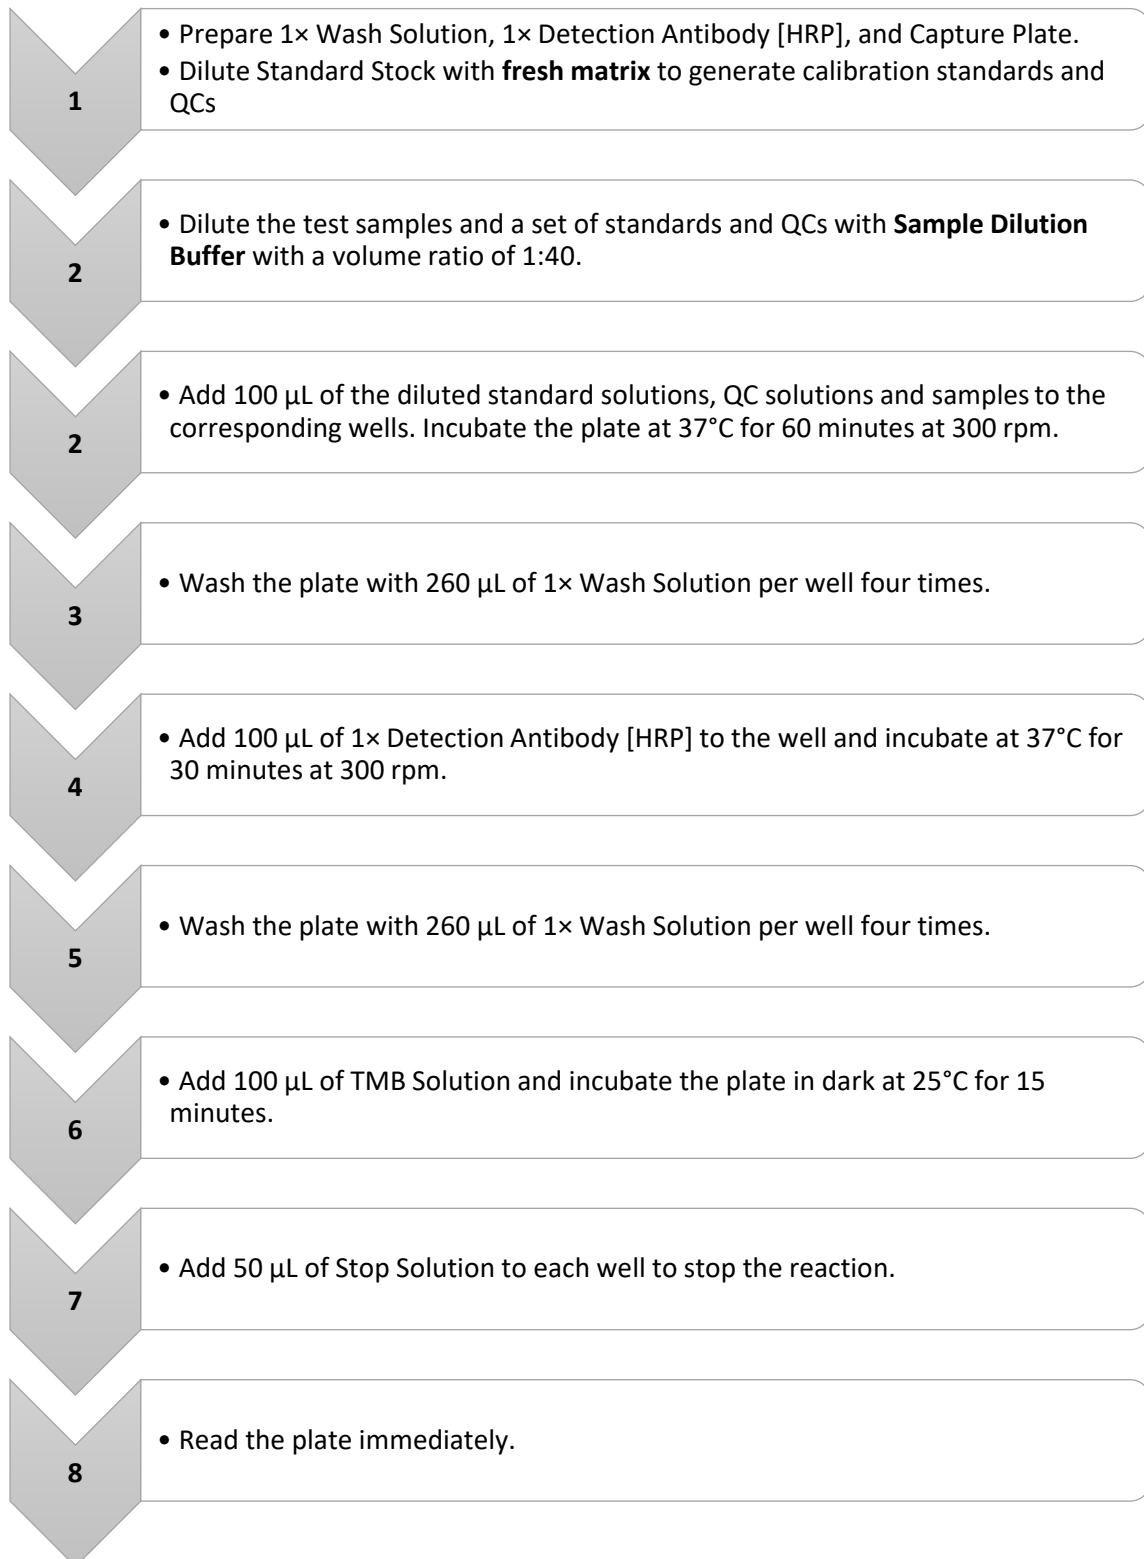 1
• Prepare 1× Wash Solution, 1× Detection Antibody [HRP], and Capture Plate.
• Dilute Standard Stock with fresh matrix to generate calibration standards and
QCs
2
• Dilute the test samples and a set of standards and QCs with Sample Dilution
Buffer with a volume ratio of 1:40.
2
• Add 100 µL of the diluted standard solutions, QC solutions and samples to the
corresponding wells. Incubate the plate at 37°C for 60 minutes at 300 rpm.
3
• Wash the plate with 260 µL of 1× Wash Solution per well four times.
4
• Add 100 µL of 1× Detection Antibody [HRP] to the well and incubate at 37°C for
30 minutes at 300 rpm.
5
• Wash the plate with 260 µL of 1× Wash Solution per well four times.
6
• Add 100 µL of TMB Solution and incubate the plate in dark at 25°C for 15
minutes.
7
• Add 50 µL of Stop Solution to each well to stop the reaction.
8
• Read the plate immediately.